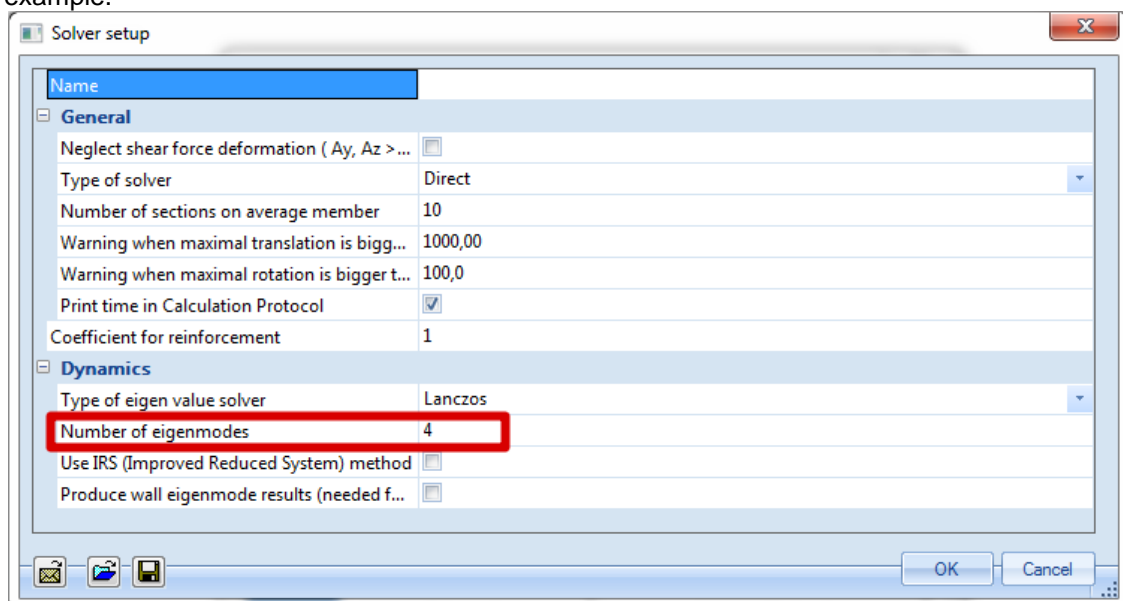 example:
Solver setup
Name
General
Neglect shear force deformation ( Ay, Az >...
Type of solver Direct
Number of sections on average member 10
Warning when maximal translation is bigg... 1000,00
Warning when maximal rotation is bigger t... 100,0
Print time in Calculation Protocol
Coefficient for reinforcement 1
Dynamics
Type of eigen value solver Lanczos
Number of eigenmodes 4
Use IRS (Improved Reduced System) method
Produce wall eigenmode results (needed f...
OK Cancel